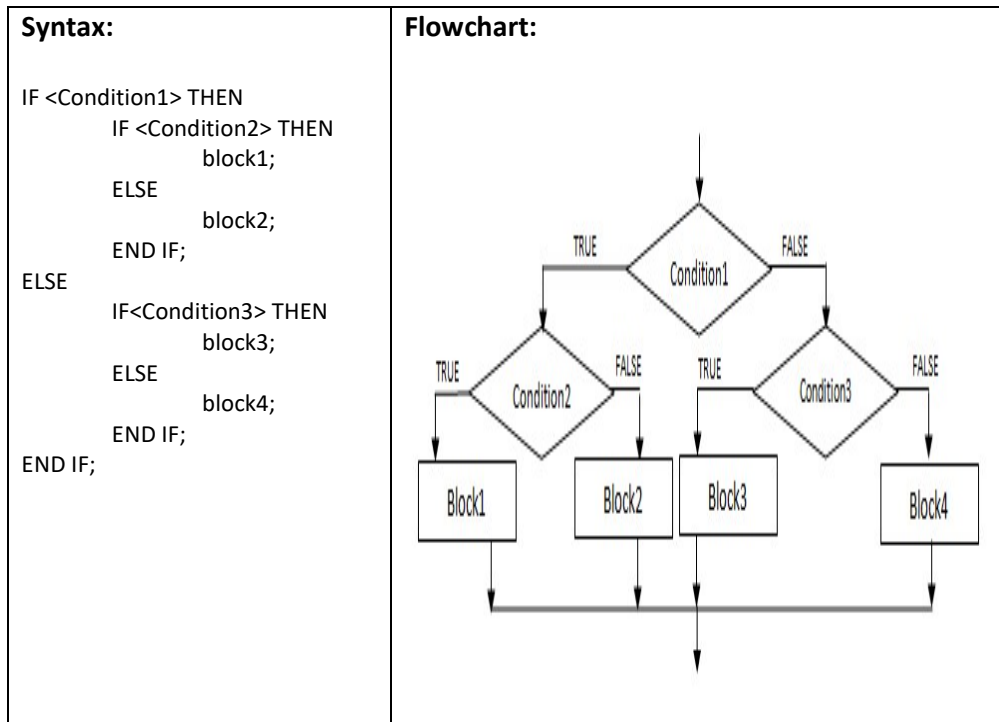 Syntax:
IF <Condition1> THEN
IF <Condition2> THEN
block1;
ELSE
block2;
END IF;
ELSE
IF<Condition3> THEN
block3;
ELSE
block4;
END IF;
END IF;
Flowchart:
TRUE
FALSE
Condition1
TRUE
FALSE
TRUE
FALSE
Condition2
Condition3
Block1
Block2
Block3
Block4